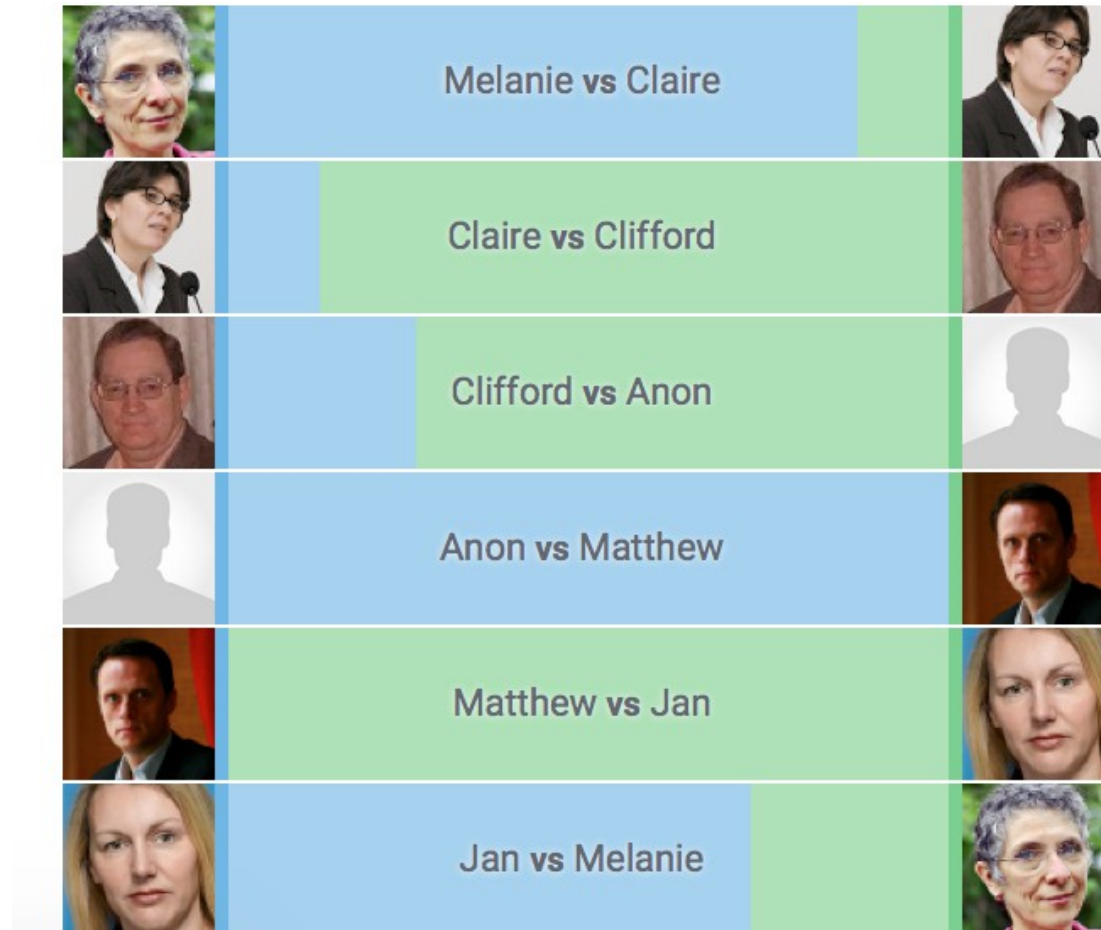 Melanie vs Claire
Claire vs Clifford
Clifford vs Anon
Anon vs Matthew
Matthew vs Jan
Jan vs Melanie